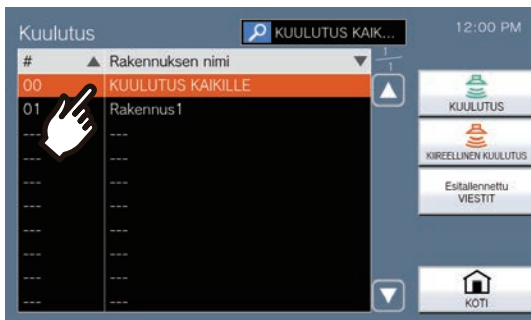 Kuulutus
KUULUTUS KAIK...
12:00 PM
# Rakennuksen nimi
1/1
00 KUULUTUS KAIKILLE
01 Rakennus1
--- ---
--- ---
--- ---
--- ---
--- ---
--- ---
--- ---
--- ---
KUULUTUS
KIIREELLINEN KUULUTUS
Esitallennettu
VIESTIT
KOTI